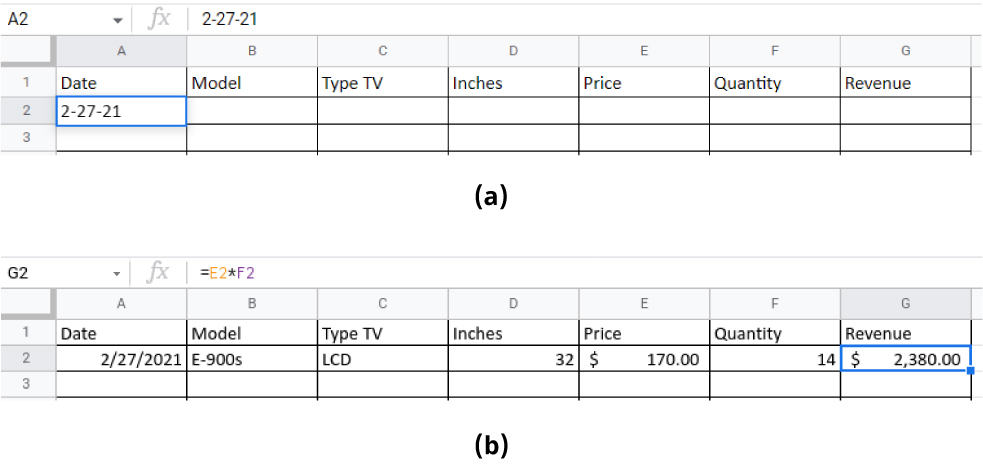 A2 fx 2-27-21
A B C D E F G
1 Date Model Type TV Inches Price Quantity Revenue
2 2-27-21
3
(a)
G2 fx =E2*F2
A B C D E F G
1 Date Model Type TV Inches Price Quantity Revenue
2 2/27/2021 E-900s LCD 32 $ 170.00 14 $ 2,380.00
3
(b)